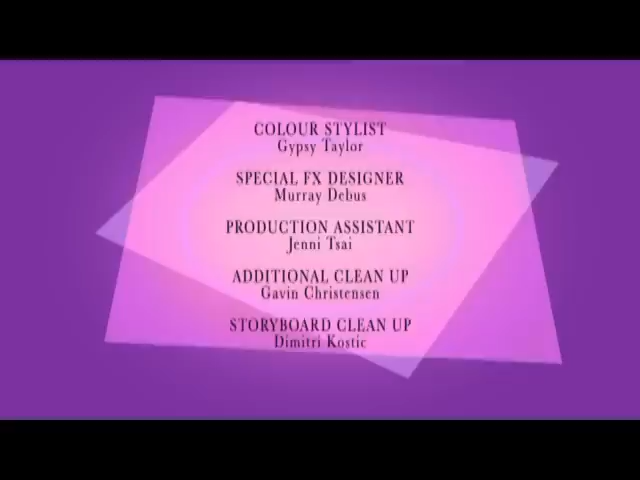 COLOUR STYLIST
Gypsy Taylor
SPECIAL FX DESIGNER
Murray Debus
PRODUCTION ASSISTANT
Jenni Tsai
ADDITIONAL CLEAN UP
Gavin Christensen
STORYBOARD CLEAN UP
Dimitri Kostic